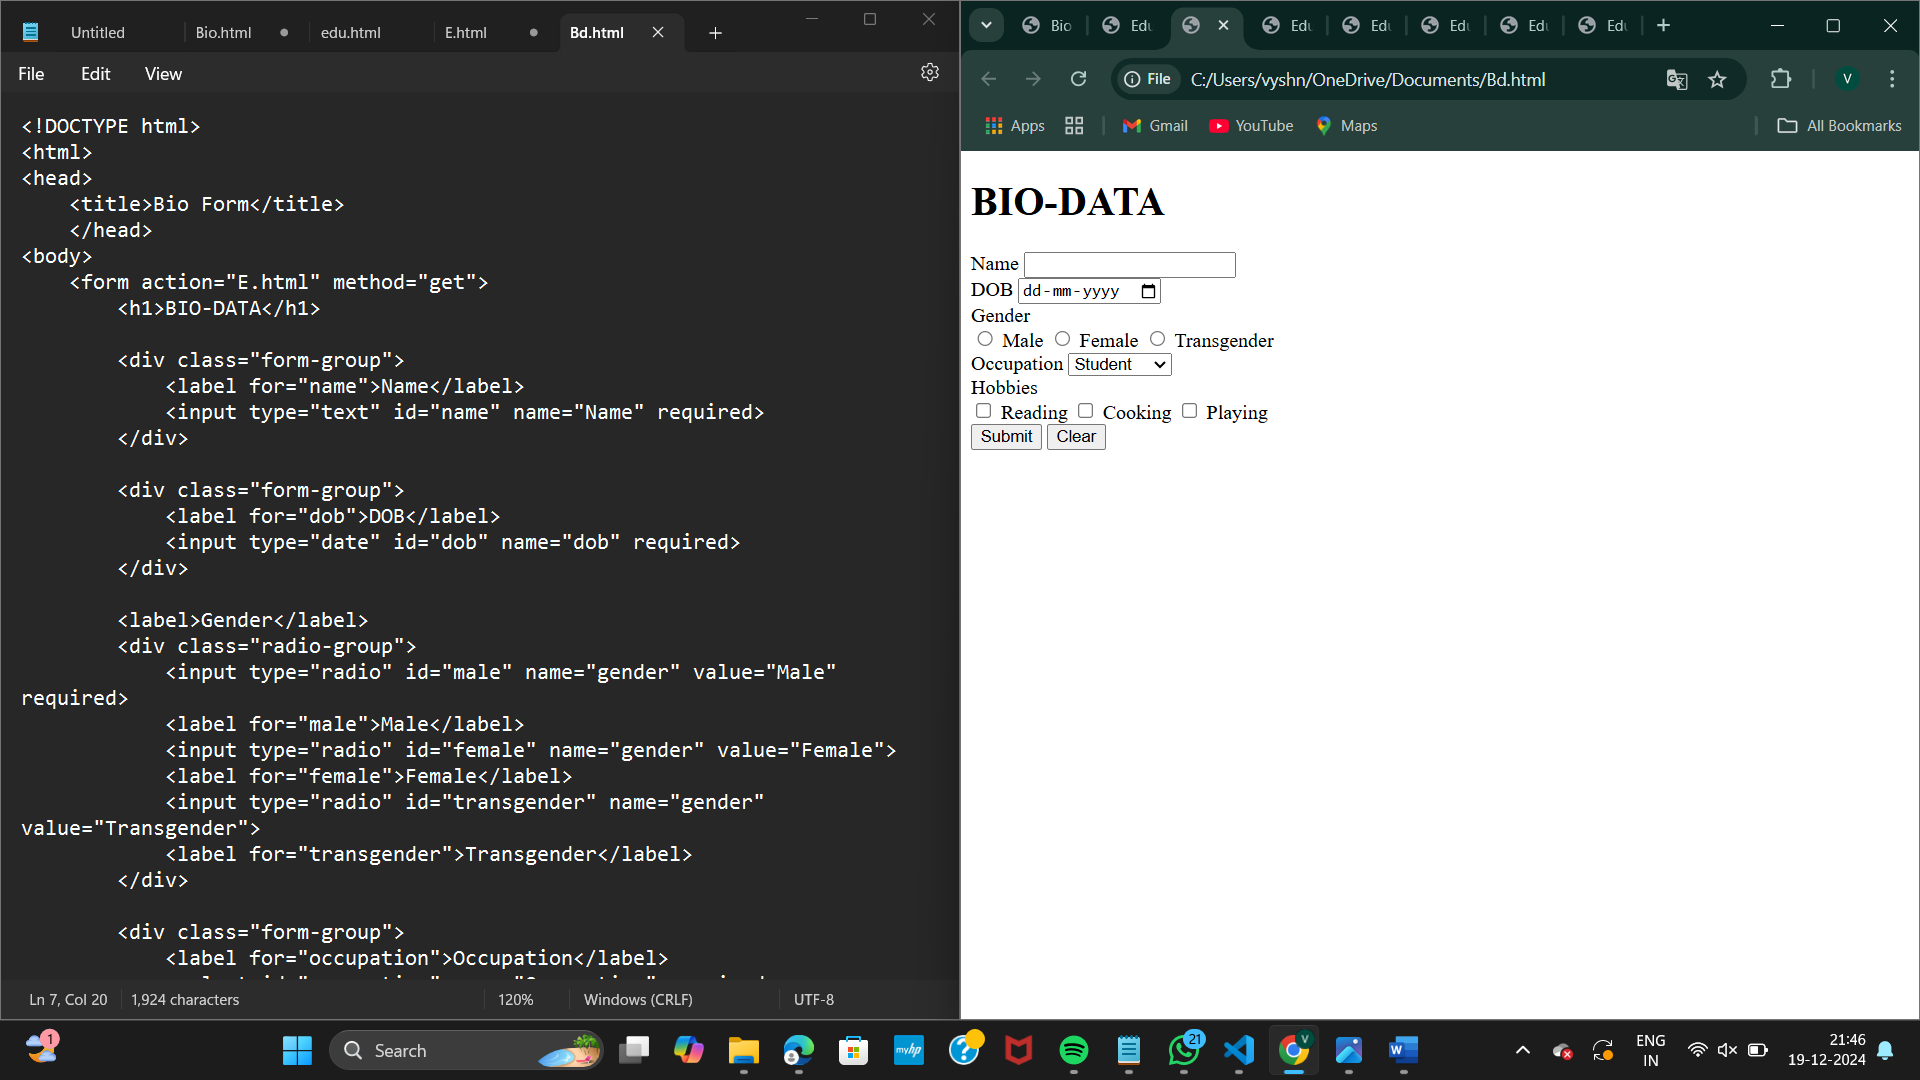 Untitled
Bio.html
edu.html
E.html
Bd.html
File
Edit
View
<!DOCTYPE html>
<html>
<head>
    <title>Bio Form</title>
    </head>
<body>
    <form action="E.html" method="get">
        <h1>BIO-DATA</h1>
        <div class="form-group">
            <label for="name">Name</label>
            <input type="text" id="name" name="Name" required>
        </div>
        <div class="form-group">
            <label for="dob">DOB</label>
            <input type="date" id="dob" name="dob" required>
        </div>
        <label>Gender</label>
        <div class="radio-group">
            <input type="radio" id="male" name="gender" value="Male"
required>
            <label for="male">Male</label>
            <input type="radio" id="female" name="gender" value="Female">
            <label for="female">Female</label>
            <input type="radio" id="transgender" name="gender"
value="Transgender">
            <label for="transgender">Transgender</label>
        </div>
        <div class="form-group">
            <label for="occupation">Occupation</label>
Ln 7, Col 20
1,924 characters
120%
Windows (CRLF)
UTF-8
Bio
Edu
Edu
Edu
Edu
Edu
Edu
File
C:/Users/vyshn/OneDrive/Documents/Bd.html
V
Apps
Gmail
YouTube
Maps
All Bookmarks
BIO-DATA
Name
DOB dd-mm-yyyy
Gender
Male Female Transgender
Occupation Student
Hobbies
Reading Cooking Playing
Submit Clear
1
Search
myhp
21
V
W
ENG
IN
21:46
19-12-2024